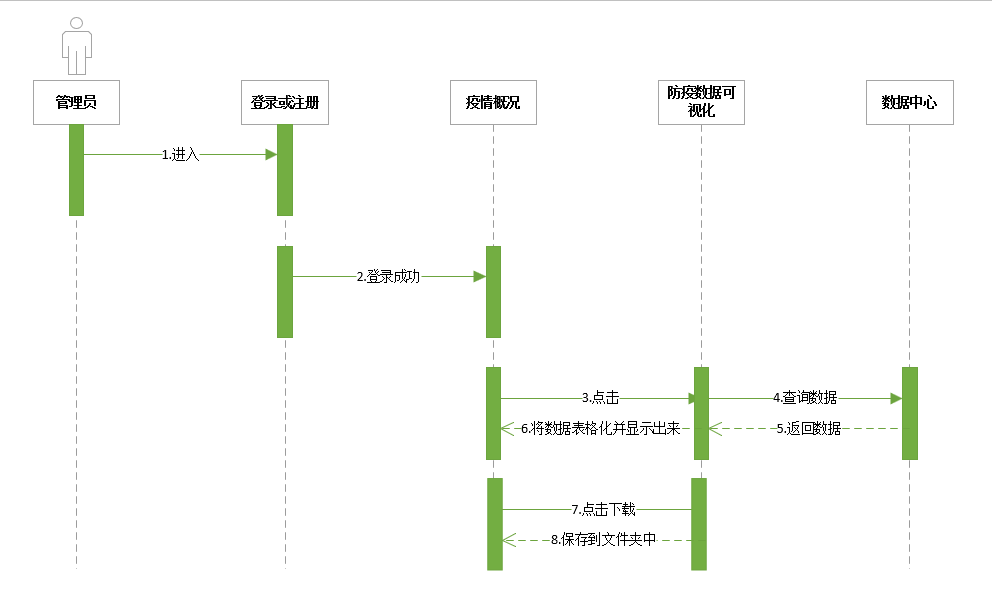 管理员
登录或注册
疫情概况
防疫数据可
视化
数据中心
1.进入
2.登录成功
3.点击
4.查询数据
6.将数据表格化并显示出来
5.返回数据
7.点击下载
8.保存到文件夹中